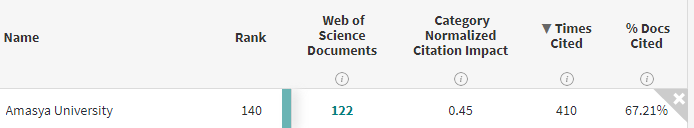 Name
Rank
Web of
Science
Documents
Category
Normalized
Citation Impact
▼ Times
Cited
% Docs
Cited
Amasya University 140 122 0.45 410 67.21%